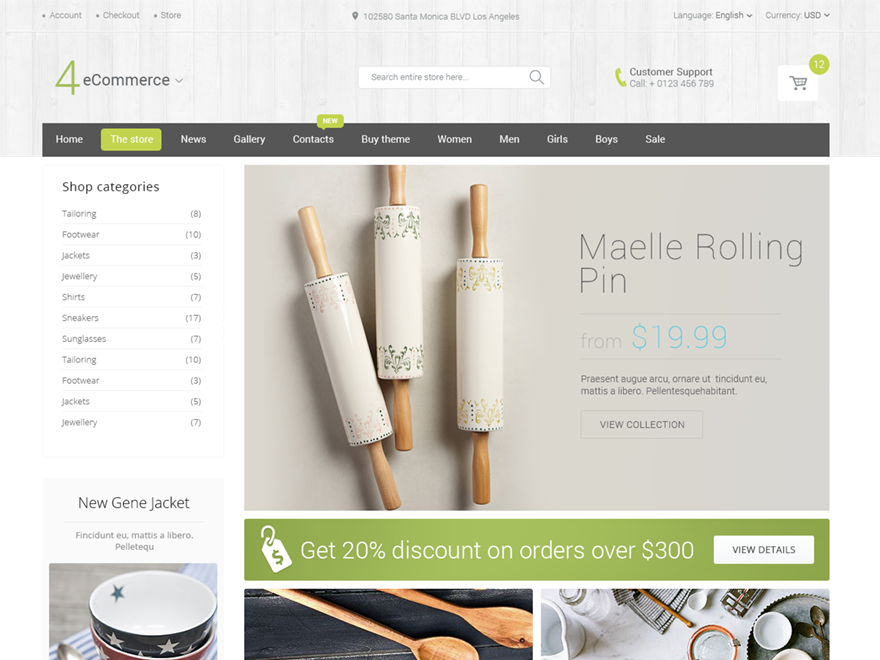 Account
Checkout
Store
102580 Santa Monica BLVD Los Angeles
Language: English
Currency: USD
4 eCommerce
Search entire store here...
Customer Support
Call: + 0123 456 789
12
NEW
Home
The store
News
Gallery
Contacts
Buy theme
Women
Men
Girls
Boys
Sale
Shop categories
Tailoring (8)
Footwear (10)
Jackets (3)
Jewellery (5)
Shirts (7)
Sneakers (17)
Sunglasses (7)
Tailoring (10)
Footwear (3)
Jackets (5)
Jewellery (7)
Maelle Rolling
Pin
from $19.99
Praesent augue arcu, ornare ut tincidunt eu,
mattis a libero. Pellentesquehabitant.
VIEW COLLECTION
New Gene Jacket
Fincidunt eu, mattis a libero.
Pelletequ
$
Get 20% discount on orders over $300
VIEW DETAILS